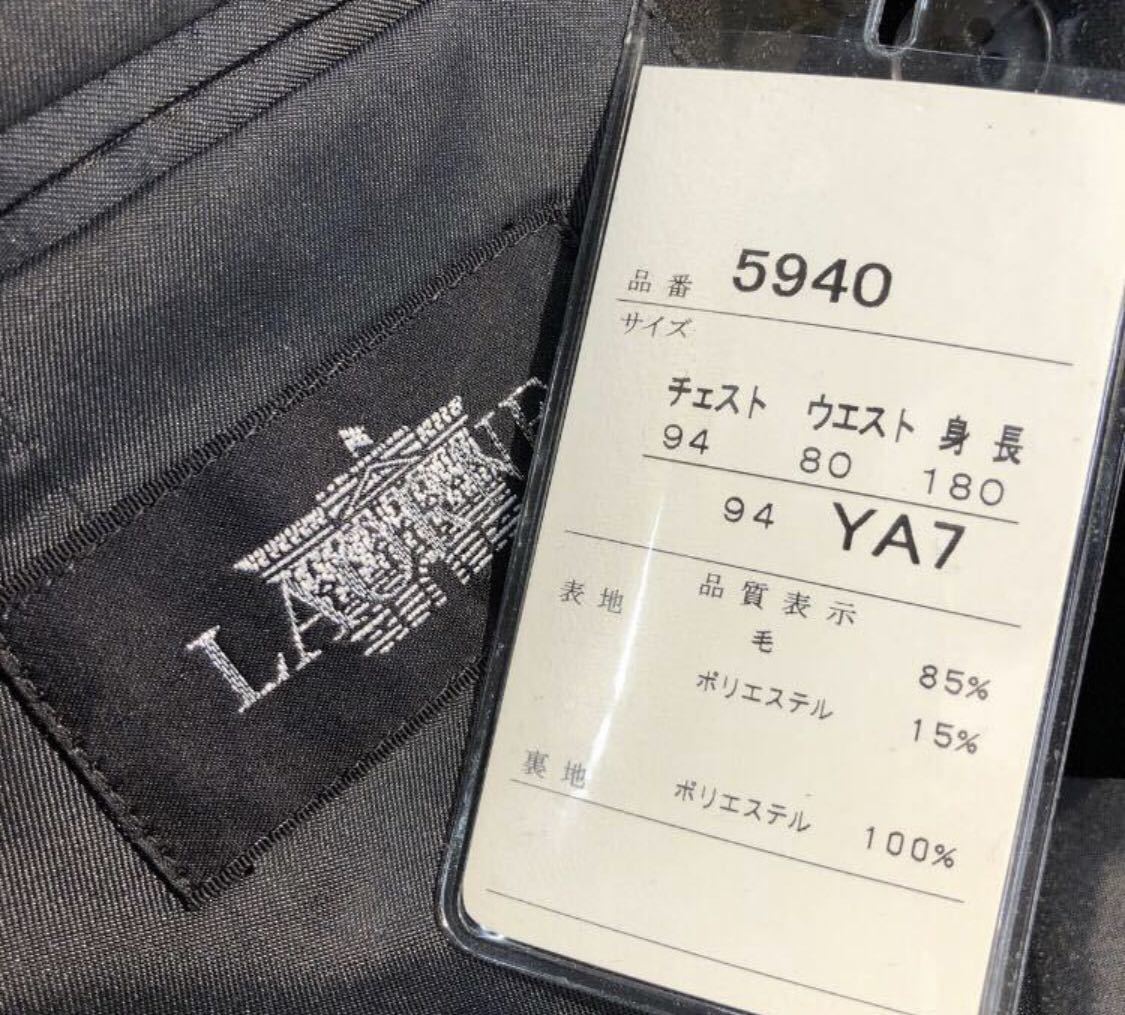 品番 5940
サイズ
チェスト ウエスト 身長
94 80 180
94 YA7
品質表示
表地
毛 85%
ポリエステル 15%
裏地
ポリエステル 100%